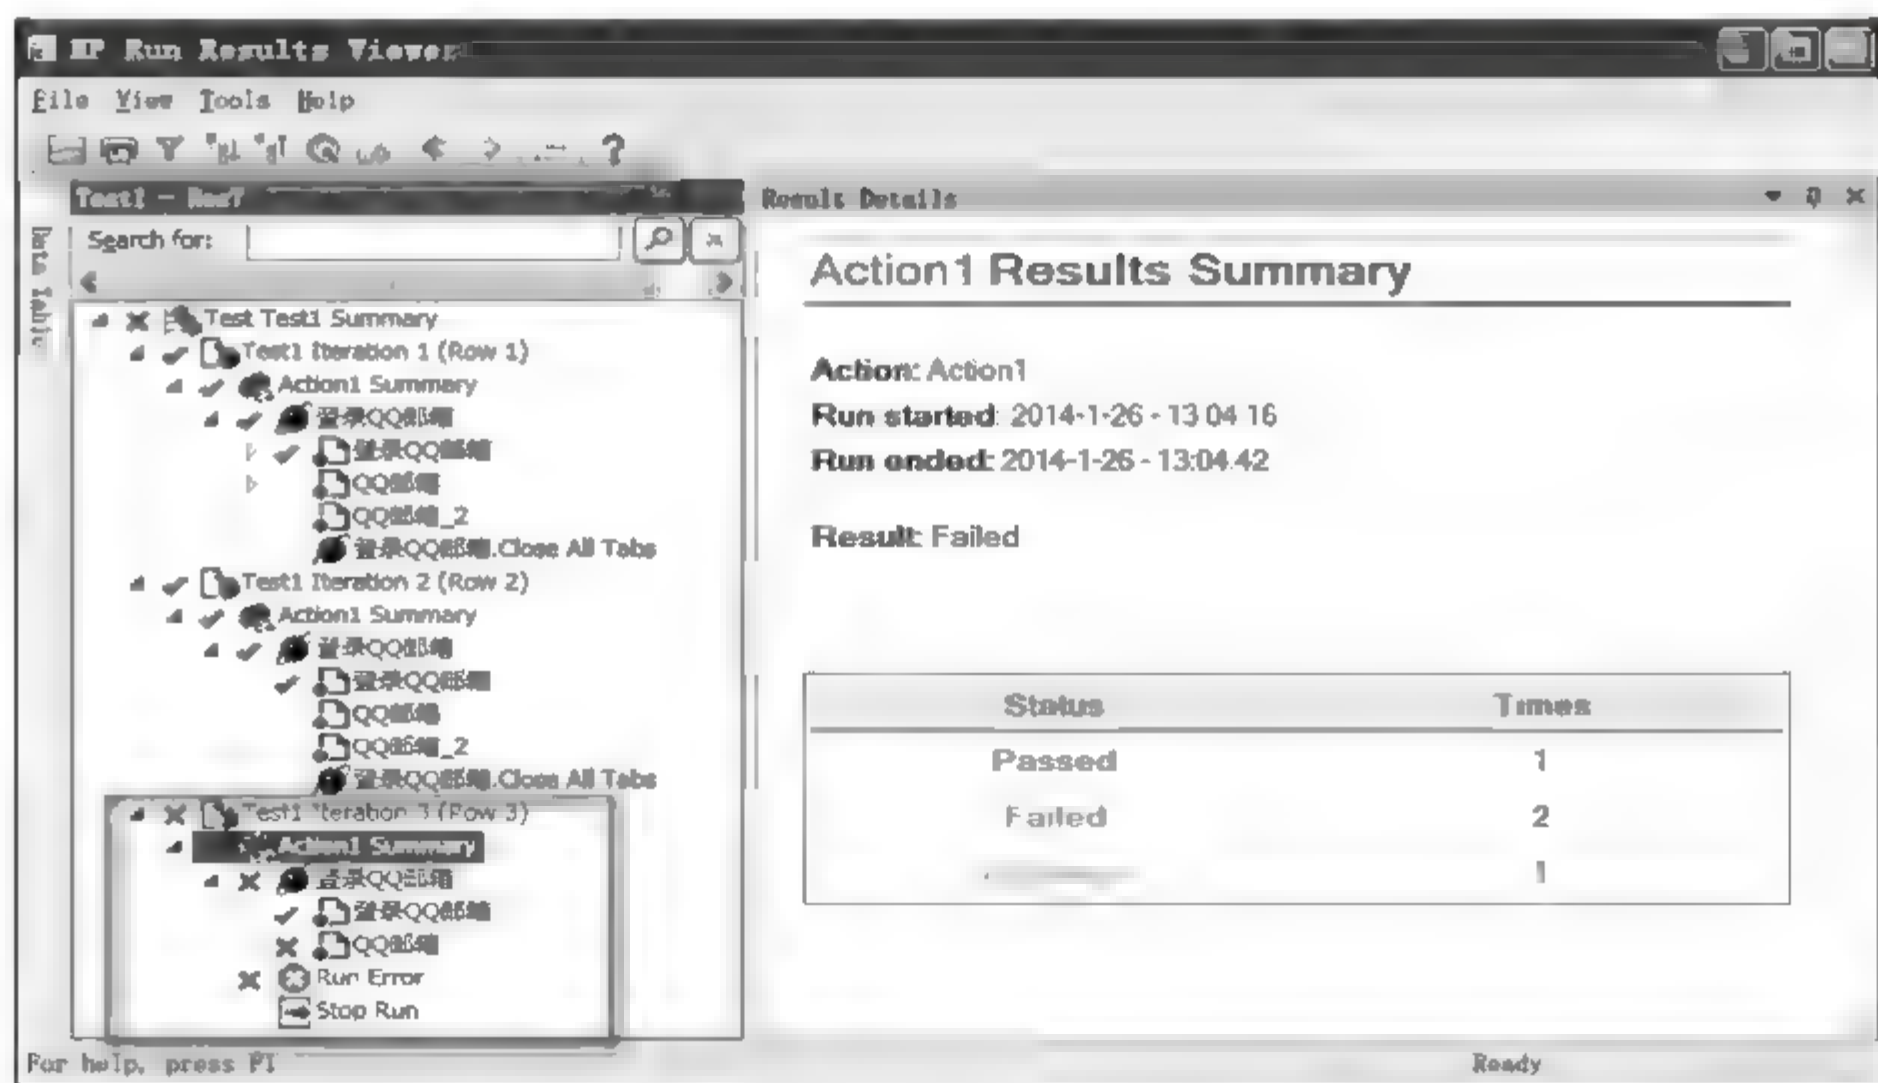 HP Run Results Viewer
File View Tools Help
Test1 - Res7
Search for:
Data Table
Test Test1 Summary
Test1 Iteration 1 (Row 1)
Action1 Summary
登录QQ邮箱
登录QQ邮箱
QQ邮箱
QQ邮箱_2
登录QQ邮箱.Close All Tabs
Test1 Iteration 2 (Row 2)
Action1 Summary
登录QQ邮箱
登录QQ邮箱
QQ邮箱
QQ邮箱_2
登录QQ邮箱.Close All Tabs
Test1 Iteration 3 (Row 3)
Action1 Summary
登录QQ邮箱
登录QQ邮箱
QQ邮箱
Run Error
Stop Run
Result Details
Action1 Results Summary
Action: Action1
Run started: 2014-1-26 - 13:04:16
Run ended: 2014-1-26 - 13:04:42
Result: Failed
Status Times
Passed 1
Failed 2
1
For help, press F1
Ready